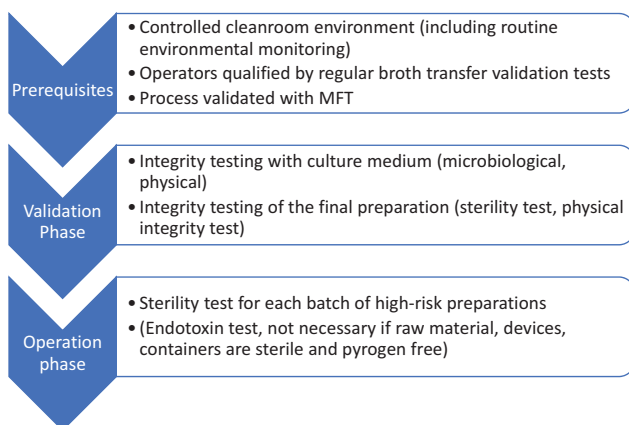 Prerequisites
• Controlled cleanroom environment (including routine
environmental monitoring)
• Operators qualified by regular broth transfer validation tests
• Process validated with MFT
Validation
Phase
• Integrity testing with culture medium (microbiological,
physical)
• Integrity testing of the final preparation (sterility test, physical
integrity test)
Operation
phase
• Sterility test for each batch of high-risk preparations
• (Endotoxin test, not necessary if raw material, devices,
containers are sterile and pyrogen free)